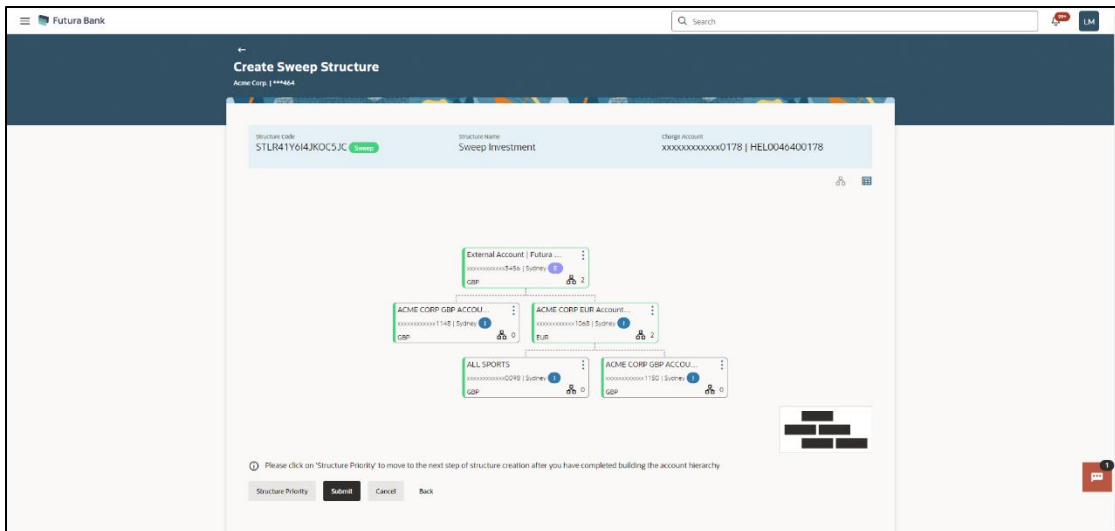 Futura Bank
Search
99+
LM
Create Sweep Structure
Acme Corp. | ***464
Structure Code
Structure Name
Charge Account
STLR41Y6I4JKOC5JC Sweep
Sweep Investment
xxxxxxxxxxxx0178 | HEL0046400178
External Account | Futura ...
xxxxxxxxxxxx5456 | Sydney E
GBP
2
ACME CORP GBP ACCOU...
ACME CORP EUR Account...
xxxxxxxxxxxx1148 | Sydney I
xxxxxxxxxxxx1068 | Sydney I
GBP
0
EUR
2
ALL SPORTS
ACME CORP GBP ACCOU...
xxxxxxxxxxxx0098 | Sydney I
xxxxxxxxxxxx1150 | Sydney I
GBP
0
GBP
0
Please click on 'Structure Priority' to move to the next step of structure creation after you have completed building the account hierarchy
1
Structure Priority
Submit
Cancel
Back